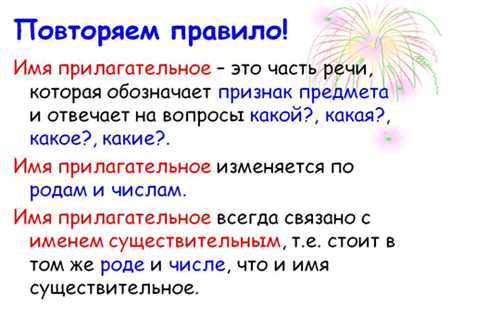 Повторяем правило!
Имя прилагательное – это часть речи,
которая обозначает признак предмета
и отвечает на вопросы какой?, какая?,
какое?, какие?.
Имя прилагательное изменяется по
родам и числам.
Имя прилагательное всегда связано с
именем существительным, т.е. стоит в
том же роде и числе, что и имя
существительное.